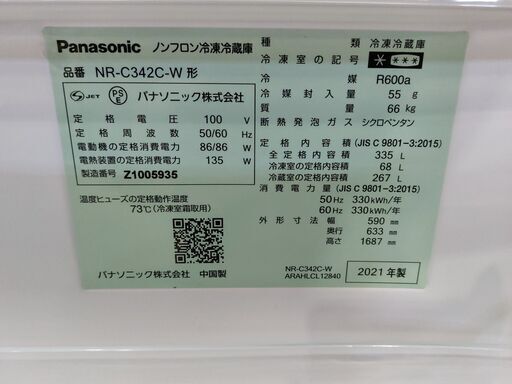 Panasonic ノンフロン冷凍冷蔵庫
品番 NR-C342C-W 形
S JET PS E パナソニック株式会社
定格電圧 100 V
定格周波数 50/60 Hz
電動機の定格消費電力 86/86 W
電熱装置の定格消費電力 135 W
製造番号 Z1005935
温度ヒューズの定格動作温度
73℃(冷凍室霜取用)
パナソニック株式会社 中国製
種類 冷凍冷蔵庫
冷凍室の記号 * ***
冷媒 R600a
冷媒封入量 55 g
質量 66 kg
断熱発泡ガス シクロペンタン
定格内容積 (JIS C 9801-3:2015)
全定格内容積 335 L
冷凍室の定格内容積 68 L
冷蔵室の定格内容積 267 L
消費電力量 (JIS C 9801-3:2015)
50Hz 330 kWh/年
60Hz 330 kWh/年
外形寸法 幅 590 mm
奥行 633 mm
高さ 1687 mm
NR-C342C-W
ARAHLCL12840
2021年製